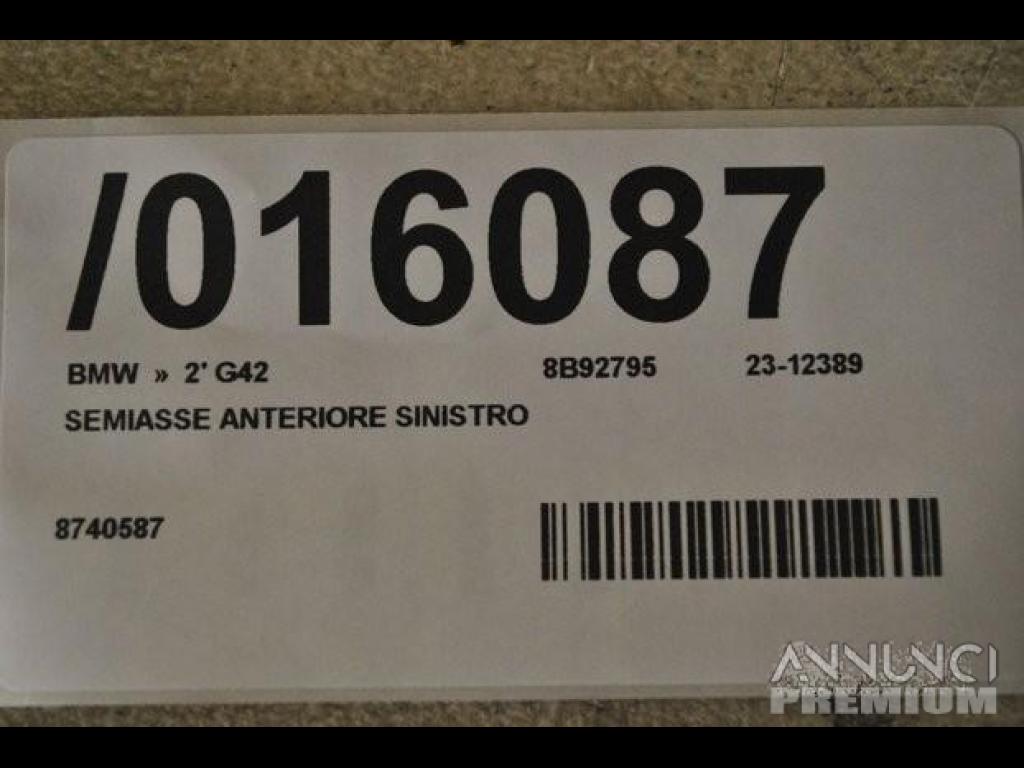 /016087
BMW » 2' G42 8B92795 23-12389
SEMIASSE ANTERIORE SINISTRO
8740587
ANNUNCI
PREMIUM